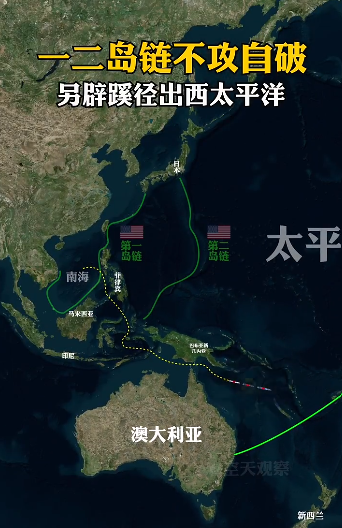 一二岛链不攻自破
另辟蹊径出西太平洋
日本
太平
第一
岛链
第二
岛链
南海
菲律宾
马来西亚
印尼
巴布亚新
几内亚
澳大利亚
空天观察
新西兰